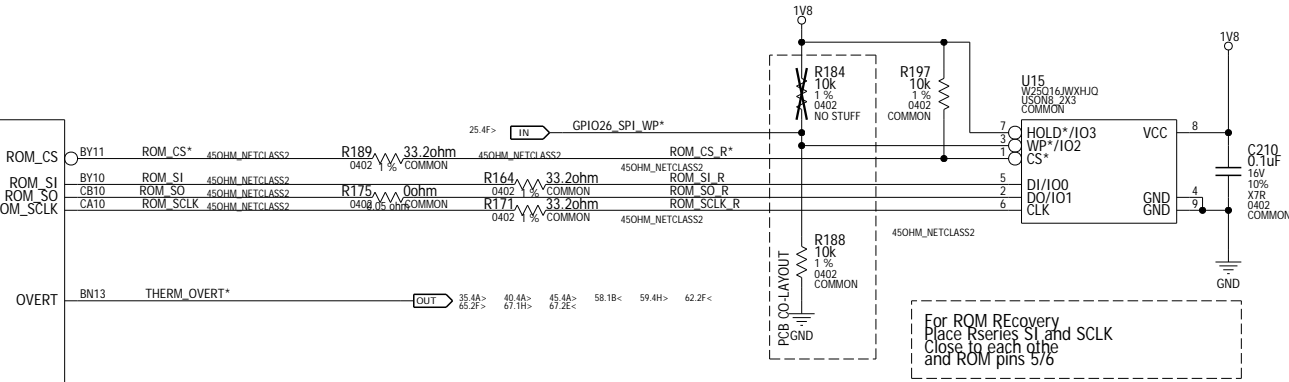 1V8
1V8
R184
10k
1 %
0402
NO STUFF
R197
10k
1 %
0402
COMMON
U15
W25Q16JWXHJQ
USON8_2X3
COMMON
25.4F> IN GPIO26_SPI_WP*
7 HOLD*/IO3 VCC 8
3 WP*/IO2
1 CS*
5 DI/IO0
2 DO/IO1 GND 4
6 CLK GND 9
C210
0.1uF
16V
10%
X7R
0402
COMMON
GND
ROM_CS BY11 ROM_CS* 45OHM_NETCLASS2 R189 33.2ohm 45OHM_NETCLASS2 ROM_CS_R*
0402 1 % COMMON 45OHM_NETCLASS2
ROM_SI BY10 ROM_SI 45OHM_NETCLASS2 R164 33.2ohm ROM_SI_R
0402 1 % COMMON
ROM_SO CB10 ROM_SO 45OHM_NETCLASS2 R175 0ohm ROM_SO_R
0402 0.05 ohm COMMON
OM_SCLK CA10 ROM_SCLK 45OHM_NETCLASS2 R171 33.2ohm ROM_SCLK_R
0402 1 % COMMON 45OHM_NETCLASS2
45OHM_NETCLASS2
R188
10k
1 %
0402
COMMON
GND
PCB CO-LAYOUT
OVERT BN13 THERM_OVERT* OUT 35.4A> 40.4A> 45.4A> 58.1B< 59.4H> 62.2F<
65.2F> 67.1H> 67.2E<
For ROM REcovery
Place Rseries SI and SCLK
Close to each othe
and ROM pins 5/6